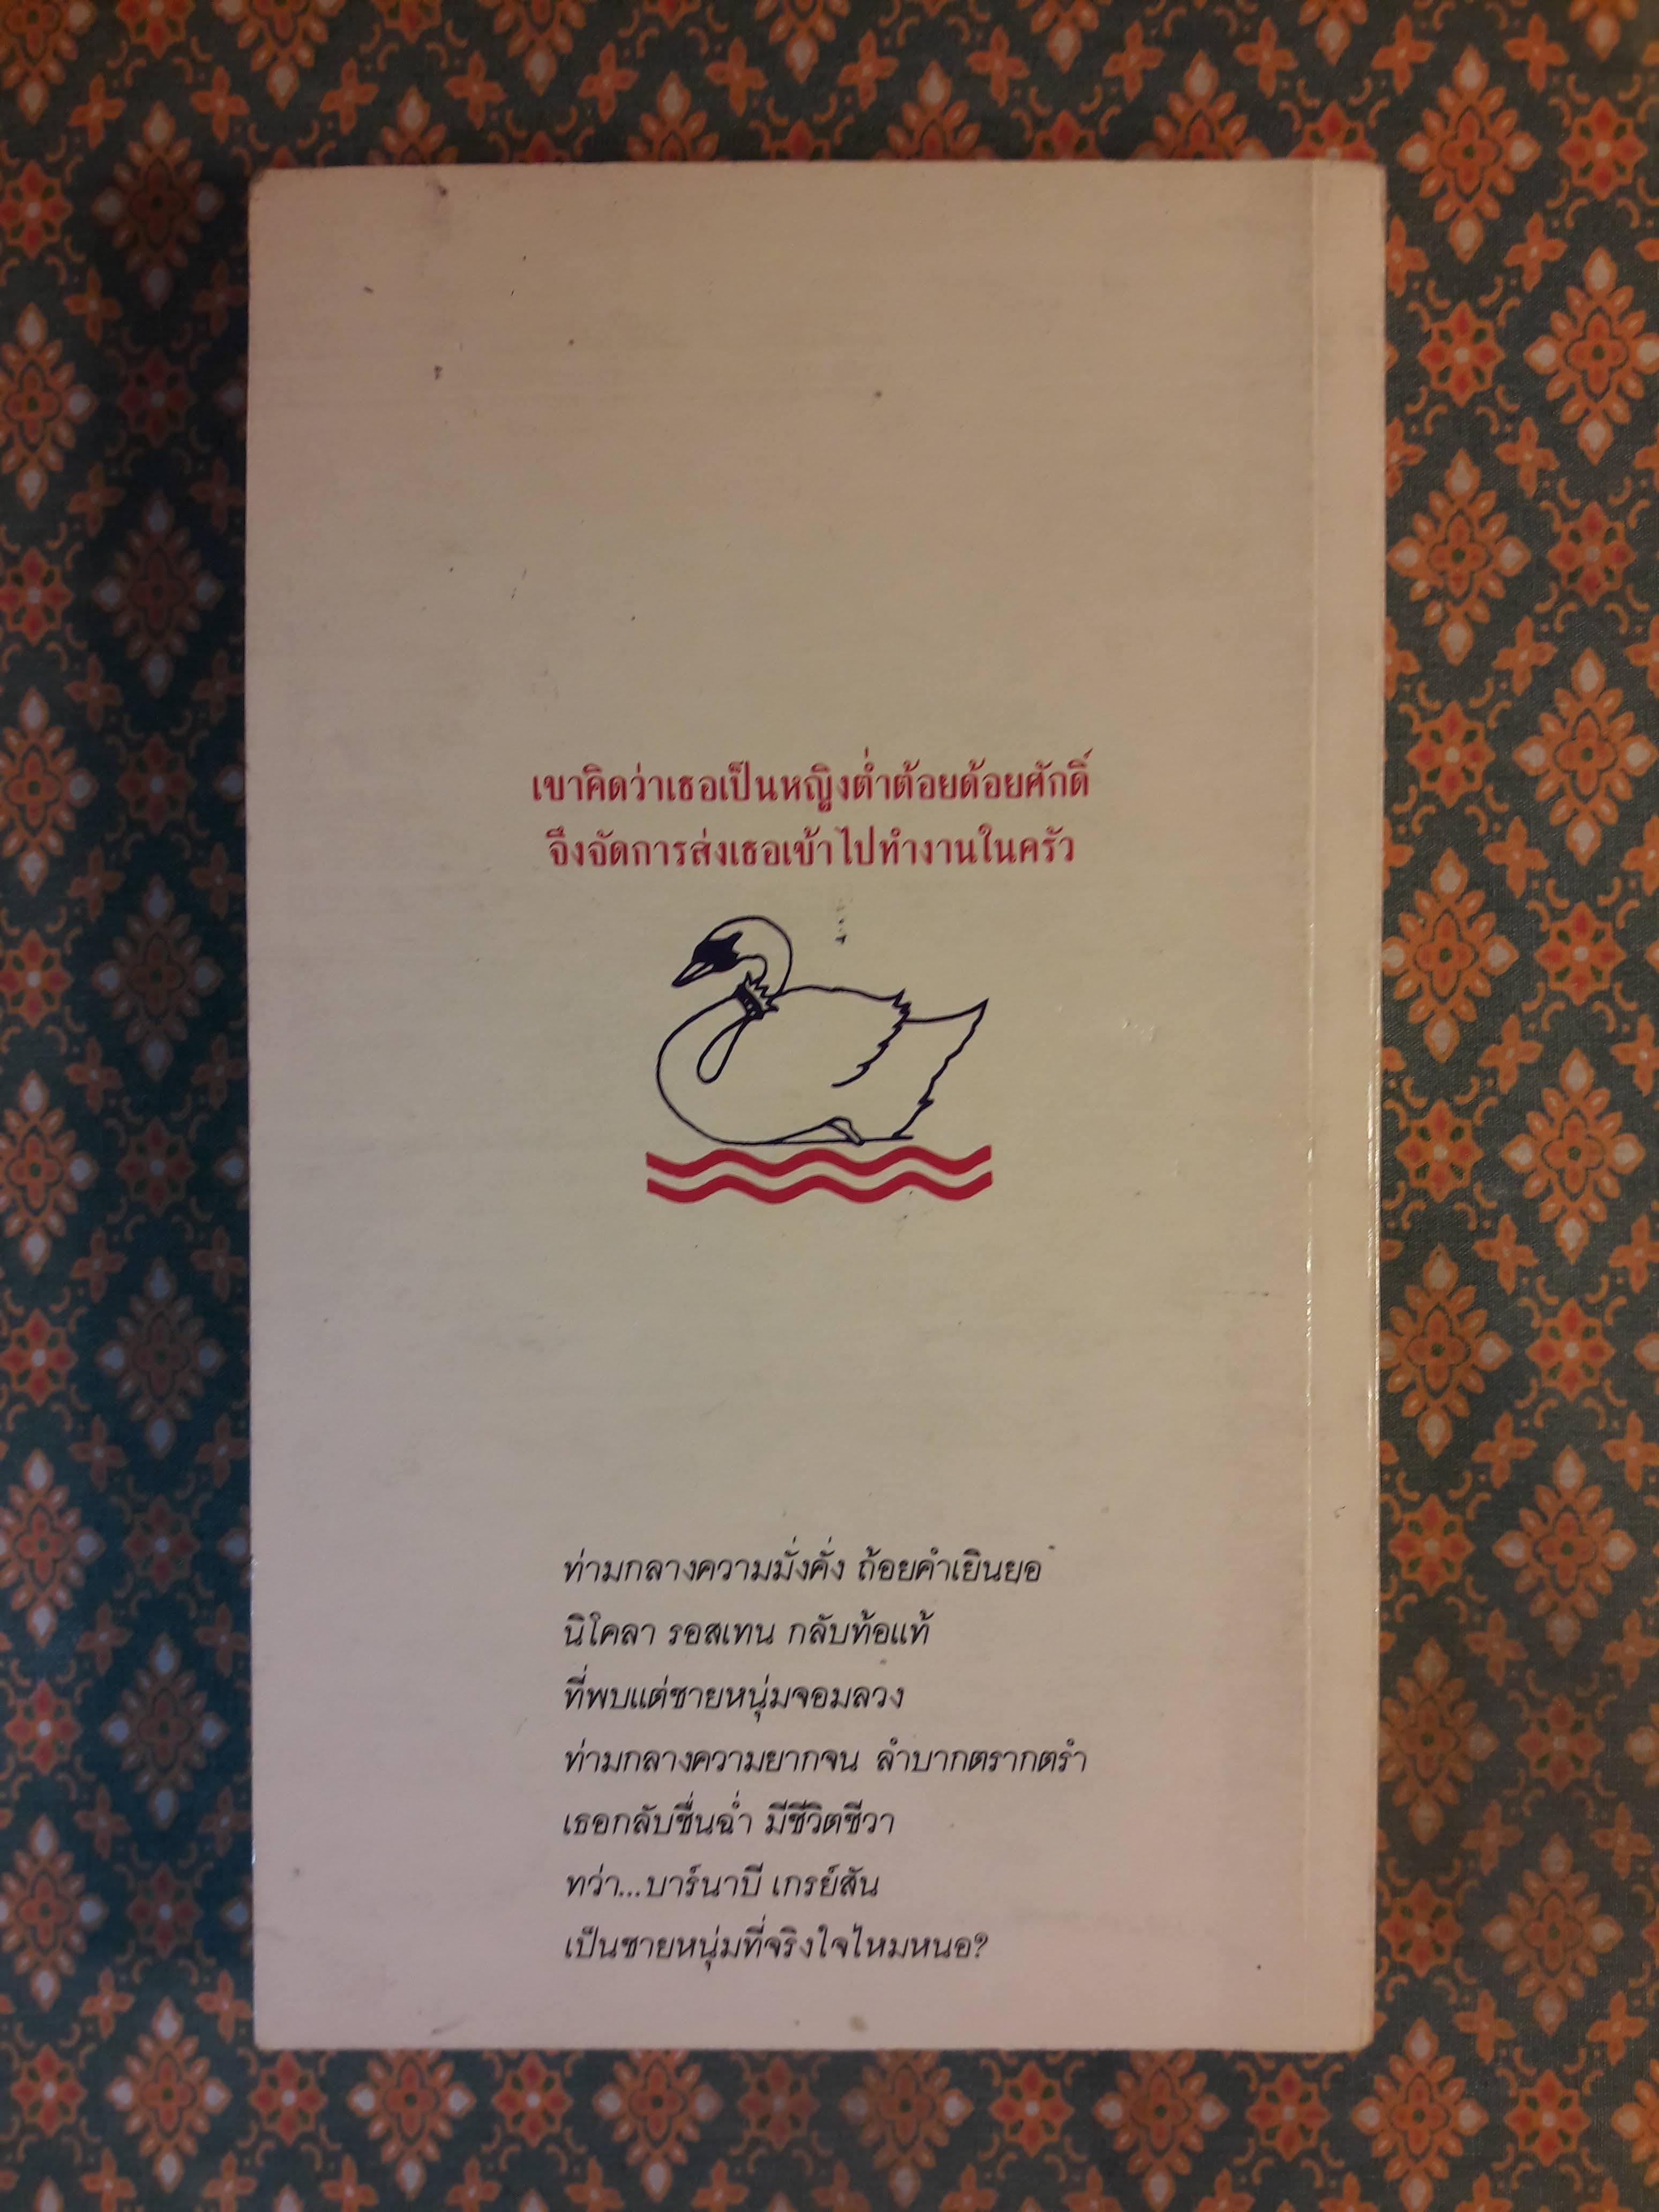 เขาคิดว่าเธอเป็นหญิงต่ำต้อยด้อยศักดิ์
จึงจัดการส่งเธอเข้าไปทำงานในครัว
ท่ามกลางความมั่งคั่ง ถ้อยคำเยินยอ
นิโคลา รอสเทน กลับท้อแท้
ที่พบแต่ชายหนุ่มจอมลวง
ท่ามกลางความยากจน ลำบากตรากตรำ
เธอกลับชื่นฉ่ำ มีชีวิตชีวา
ทว่า...บาร์นาบี เกรย์สัน
เป็นชายหนุ่มที่จริงใจไหมหนอ?